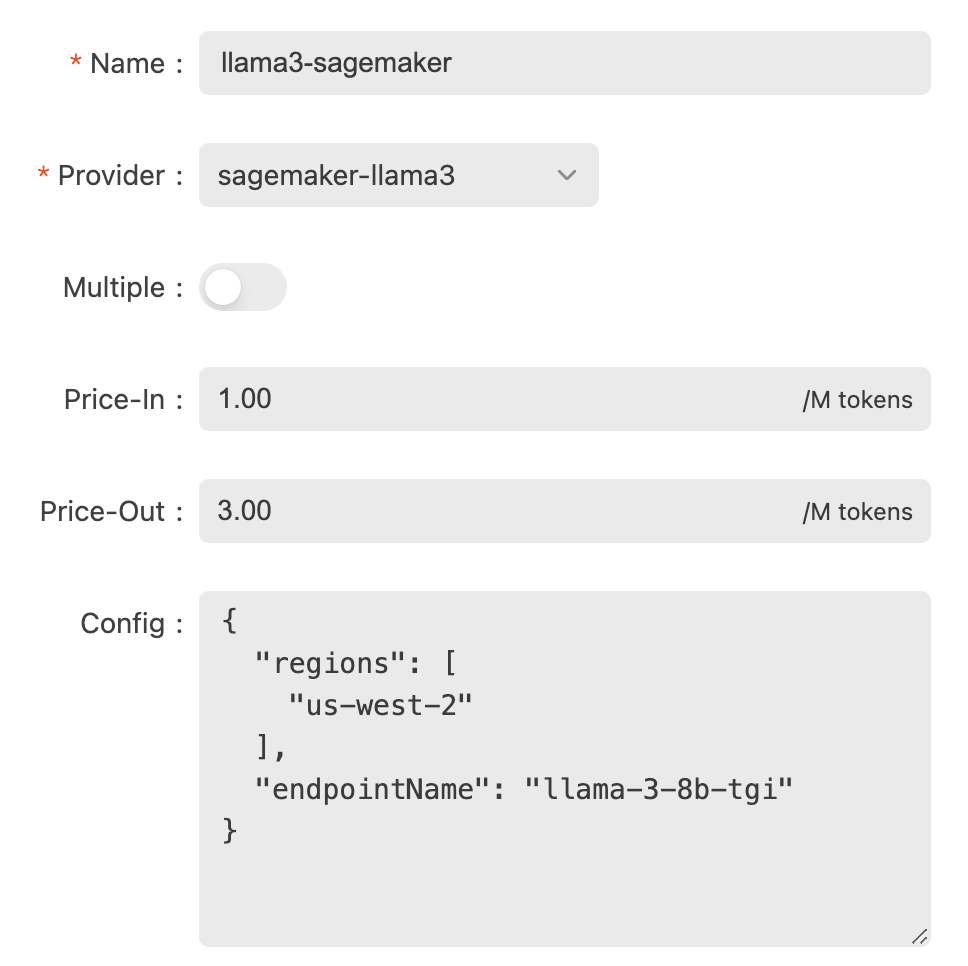 * Name : llama3-sagemaker
* Provider : sagemaker-llama3
Multiple :
Price-In : 1.00 /M tokens
Price-Out : 3.00 /M tokens
Config : {
  "regions": [
    "us-west-2"
  ],
  "endpointName": "llama-3-8b-tgi"
}